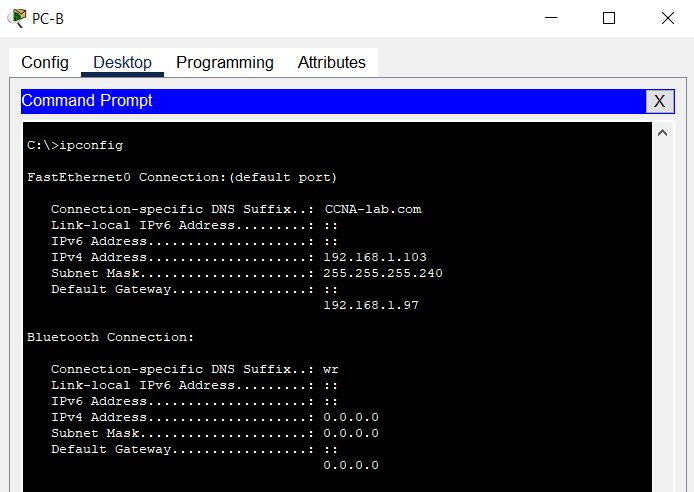 PC-B
Config Desktop Programming Attributes
Command Prompt X
C:\>ipconfig
FastEthernet0 Connection:(default port)
Connection-specific DNS Suffix..: CCNA-lab.com
Link-local IPv6 Address.........: ::
IPv6 Address....................: ::
IPv4 Address....................: 192.168.1.103
Subnet Mask.....................: 255.255.255.240
Default Gateway.................: ::
192.168.1.97
Bluetooth Connection:
Connection-specific DNS Suffix..: wr
Link-local IPv6 Address.........: ::
IPv6 Address....................: ::
IPv4 Address....................: 0.0.0.0
Subnet Mask.....................: 0.0.0.0
Default Gateway.................: ::
0.0.0.0